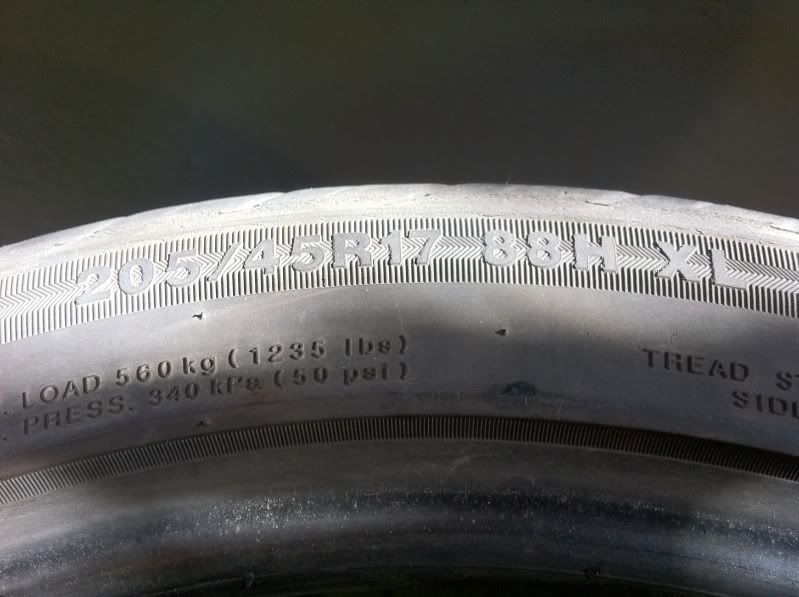 205/45R17 88H XL
LOAD 560 kg (1235 lbs)
PRESS. 340 kPa (50 psi)
TREAD